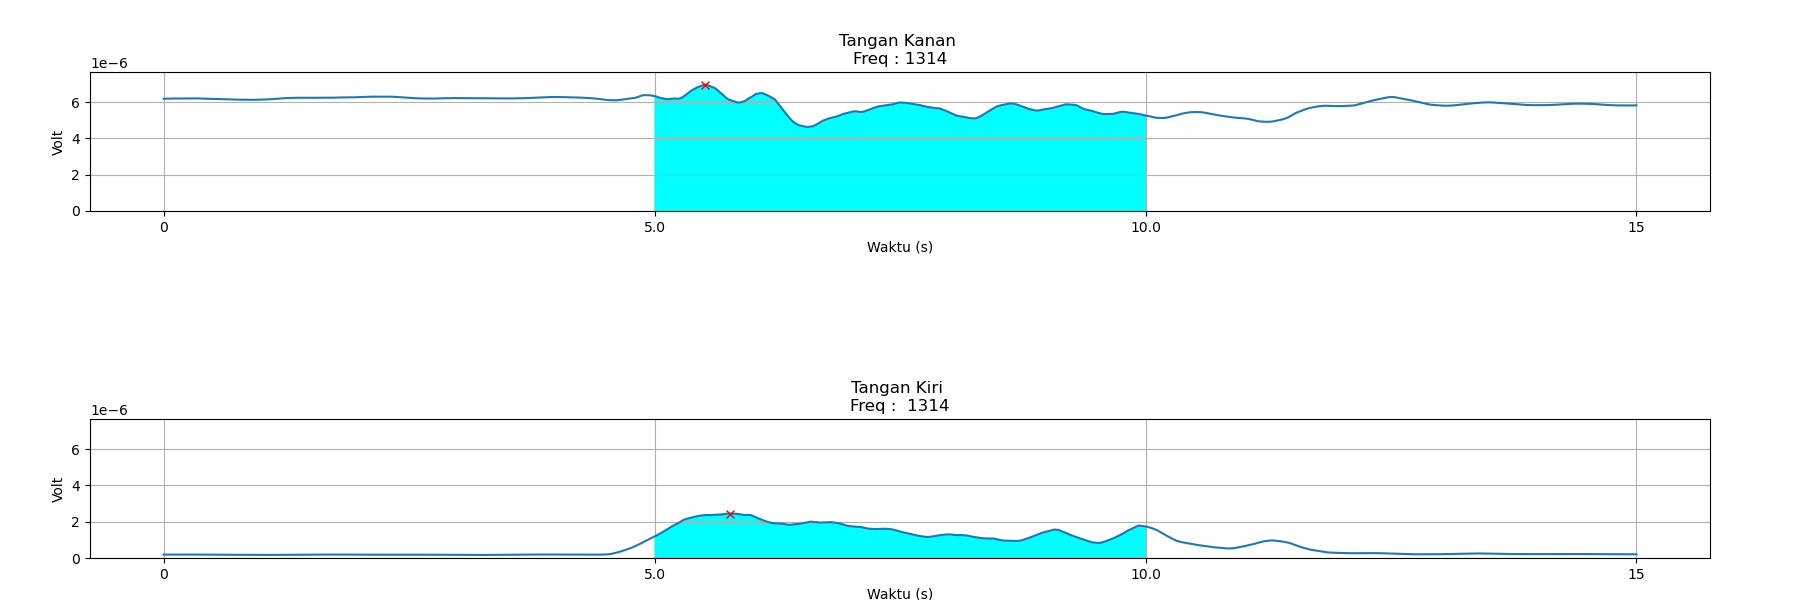 Tangan Kanan
Freq : 1314
1e−6
6
4
2
0
Volt
0 5.0 10.0 15
Waktu (s)
Tangan Kiri
Freq :  1314
1e−6
6
4
2
0
Volt
0 5.0 10.0 15
Waktu (s)